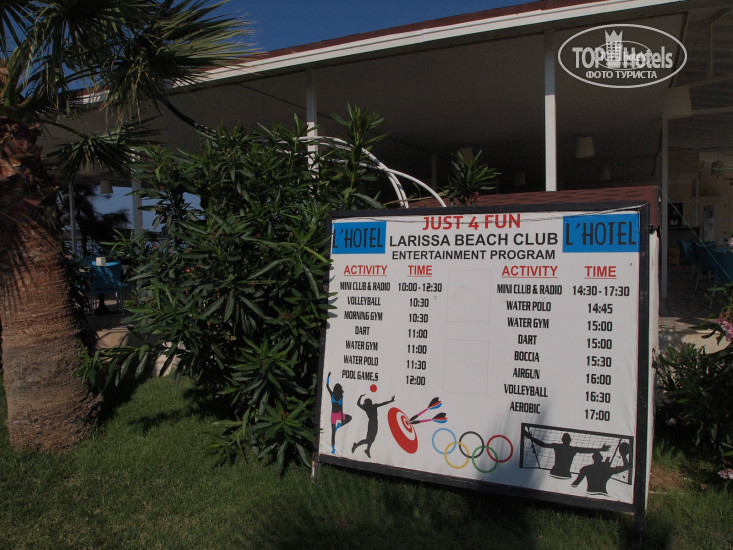 TOPHotels
ФОТО ТУРИСТА
JUST 4 FUN
L'HOTEL LARISSA BEACH CLUB L'HOTEL
ENTERTAINMENT PROGRAM
ACTIVITY TIME
MINI CLUB & RADIO 10:00 - 12:30
VOLLEYBALL 10:30
MORNING GYM 10:30
DART 11:00
WATER GYM 11:00
WATER POLO 11:30
POOL GAMES 12:00
ACTIVITY TIME
MINI CLUB & RADIO 14:30 - 17:30
WATER POLO 14:45
WATER GYM 15:00
DART 15:00
BOCCIA 15:30
AIRGUN 16:00
VOLLEYBALL 16:30
AEROBIC 17:00